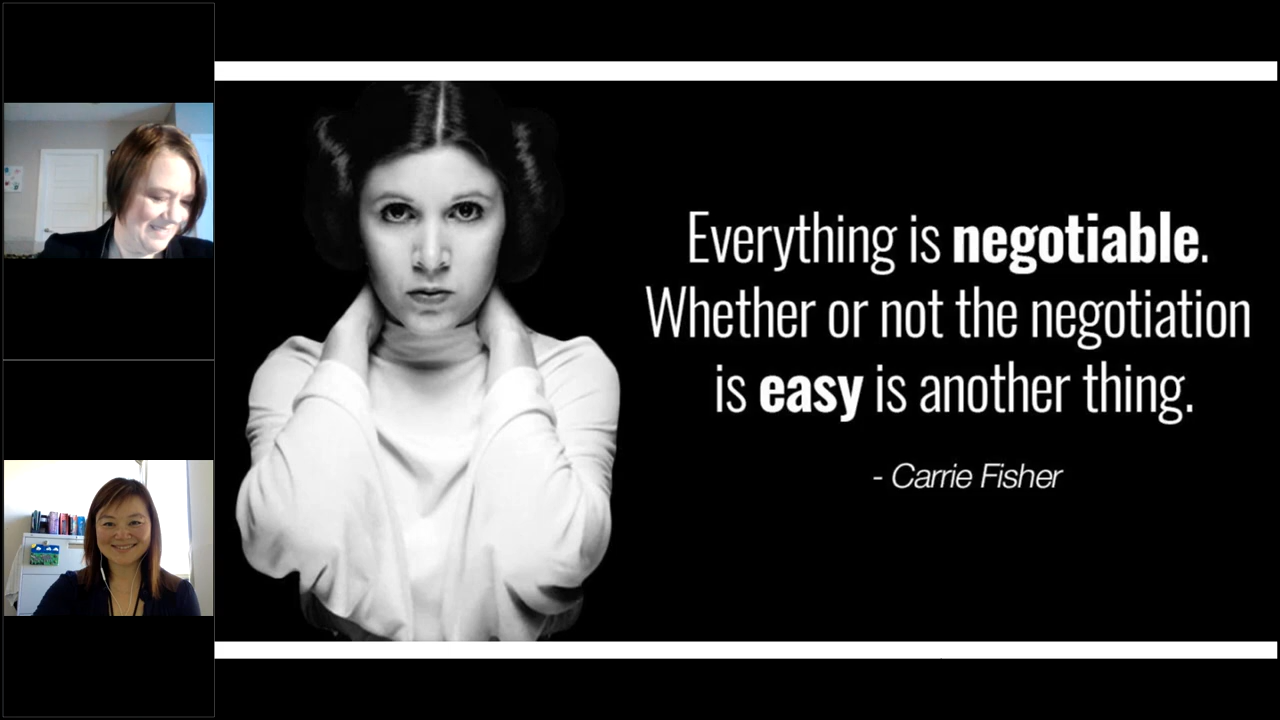 Everything is negotiable.
Whether or not the negotiation
is easy is another thing.
- Carrie Fisher